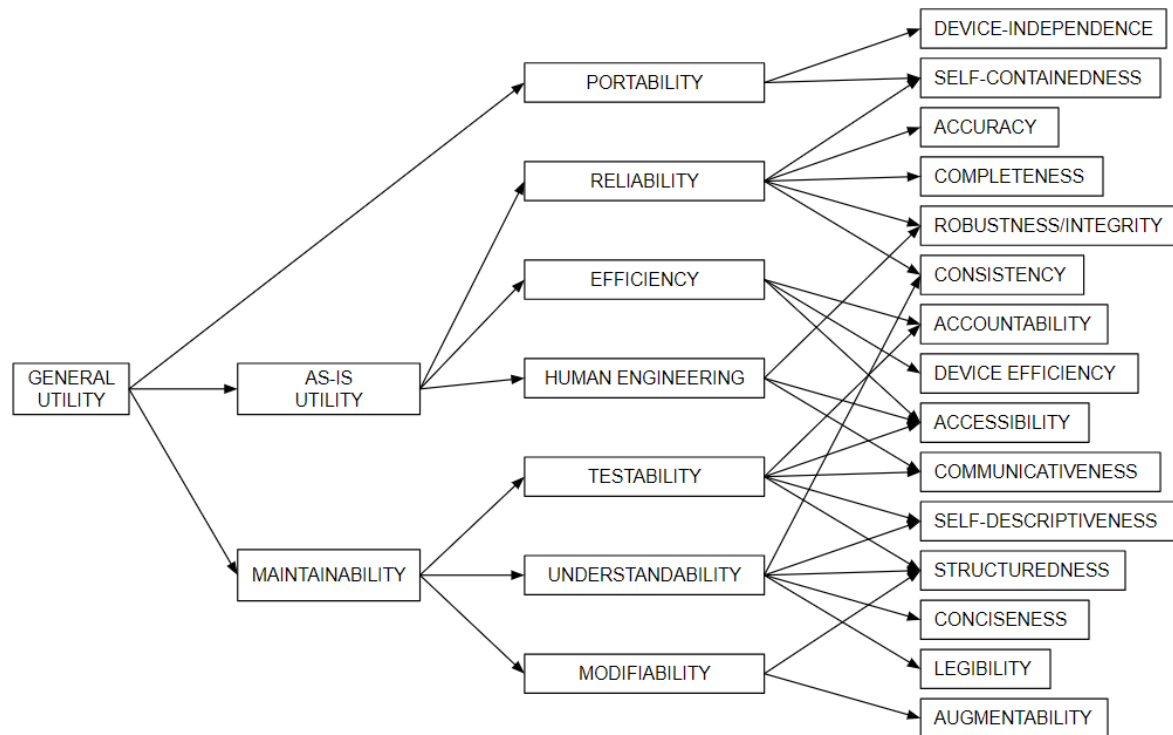 GENERAL
UTILITY
AS-IS
UTILITY
MAINTAINABILITY
PORTABILITY
RELIABILITY
EFFICIENCY
HUMAN ENGINEERING
TESTABILITY
UNDERSTANDABILITY
MODIFIABILITY
DEVICE-INDEPENDENCE
SELF-CONTAINEDNESS
ACCURACY
COMPLETENESS
ROBUSTNESS/INTEGRITY
CONSISTENCY
ACCOUNTABILITY
DEVICE EFFICIENCY
ACCESSIBILITY
COMMUNICATIVENESS
SELF-DESCRIPTIVENESS
STRUCTUREDNESS
CONCISENESS
LEGIBILITY
AUGMENTABILITY